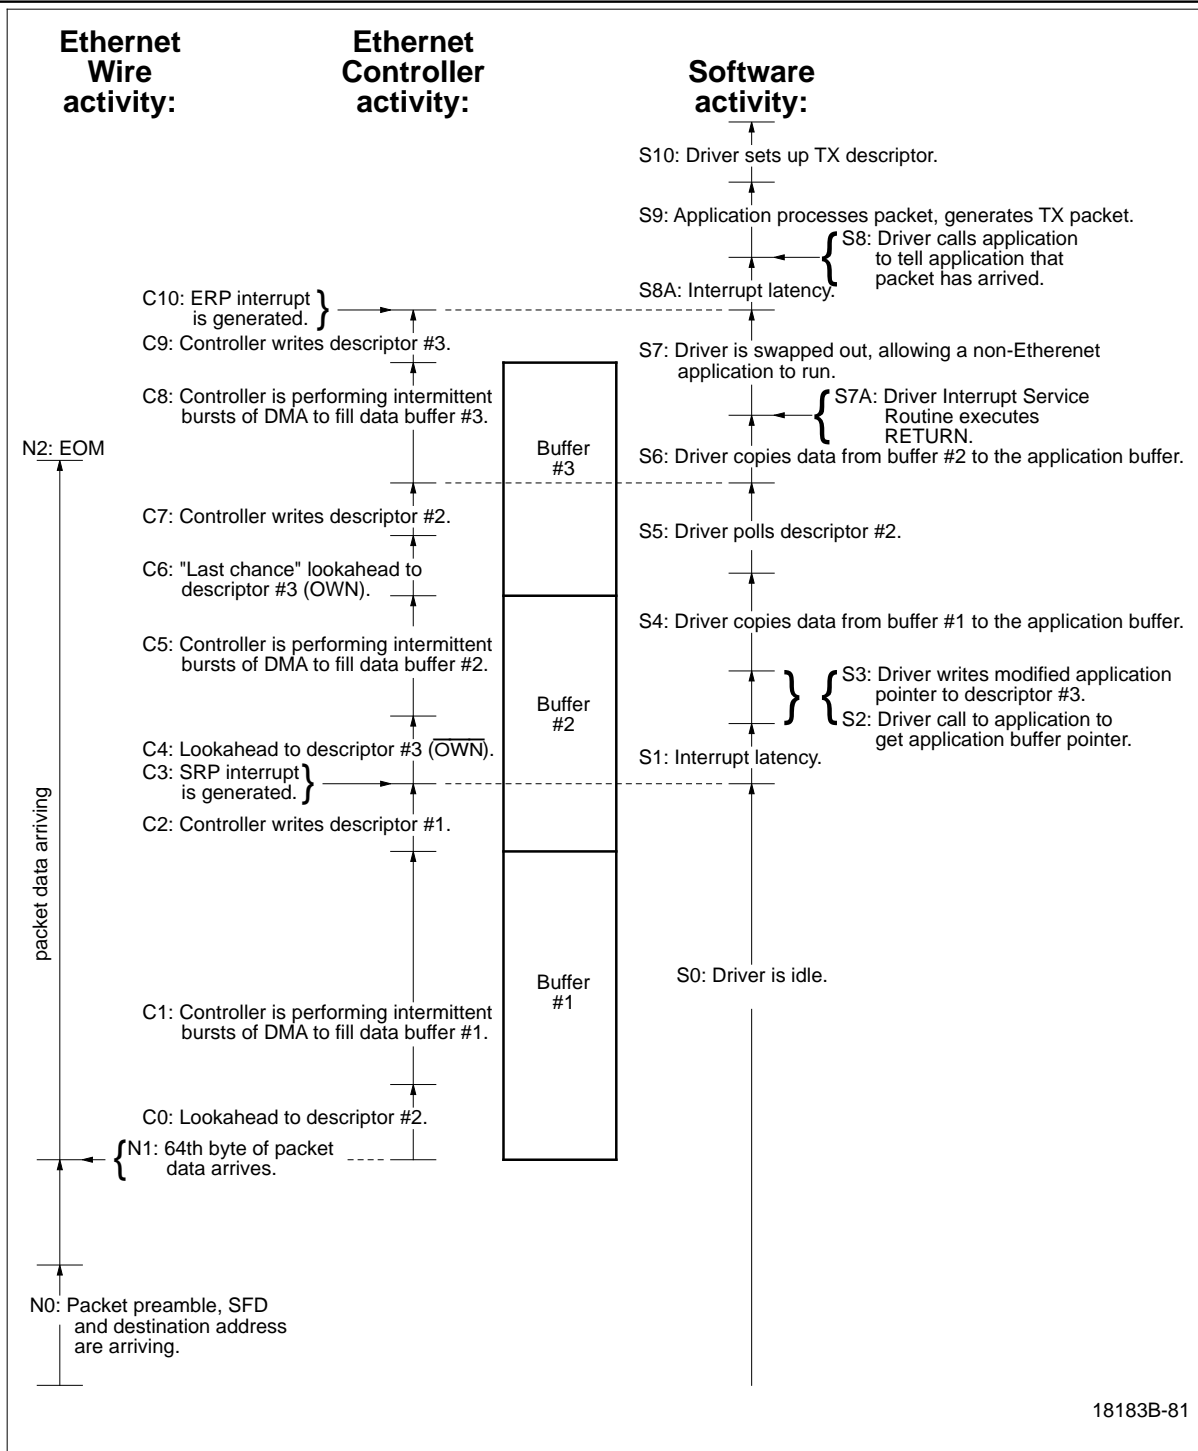 Ethernet
Wire
activity:
Ethernet
Controller
activity:
Software
activity:
S10: Driver sets up TX descriptor.
S9: Application processes packet, generates TX packet.
S8: Driver calls application
to tell application that
packet has arrived.
S8A: Interrupt latency.
C10: ERP interrupt
is generated.
C9: Controller writes descriptor #3.
S7: Driver is swapped out, allowing a non-Etherenet
application to run.
C8: Controller is performing intermittent
bursts of DMA to fill data buffer #3.
S7A: Driver Interrupt Service
Routine executes
RETURN.
N2: EOM
Buffer
#3
S6: Driver copies data from buffer #2 to the application buffer.
C7: Controller writes descriptor #2.
S5: Driver polls descriptor #2.
C6: "Last chance" lookahead to
descriptor #3 (OWN).
S4: Driver copies data from buffer #1 to the application buffer.
C5: Controller is performing intermittent
bursts of DMA to fill data buffer #2.
S3: Driver writes modified application
pointer to descriptor #3.
Buffer
#2
S2: Driver call to application to
get application buffer pointer.
C4: Lookahead to descriptor #3 (O̅W̅N̅).
S1: Interrupt latency.
C3: SRP interrupt
is generated.
C2: Controller writes descriptor #1.
packet data arriving
S0: Driver is idle.
Buffer
#1
C1: Controller is performing intermittent
bursts of DMA to fill data buffer #1.
C0: Lookahead to descriptor #2.
N1: 64th byte of packet
data arrives.
N0: Packet preamble, SFD
and destination address
are arriving.
18183B-81